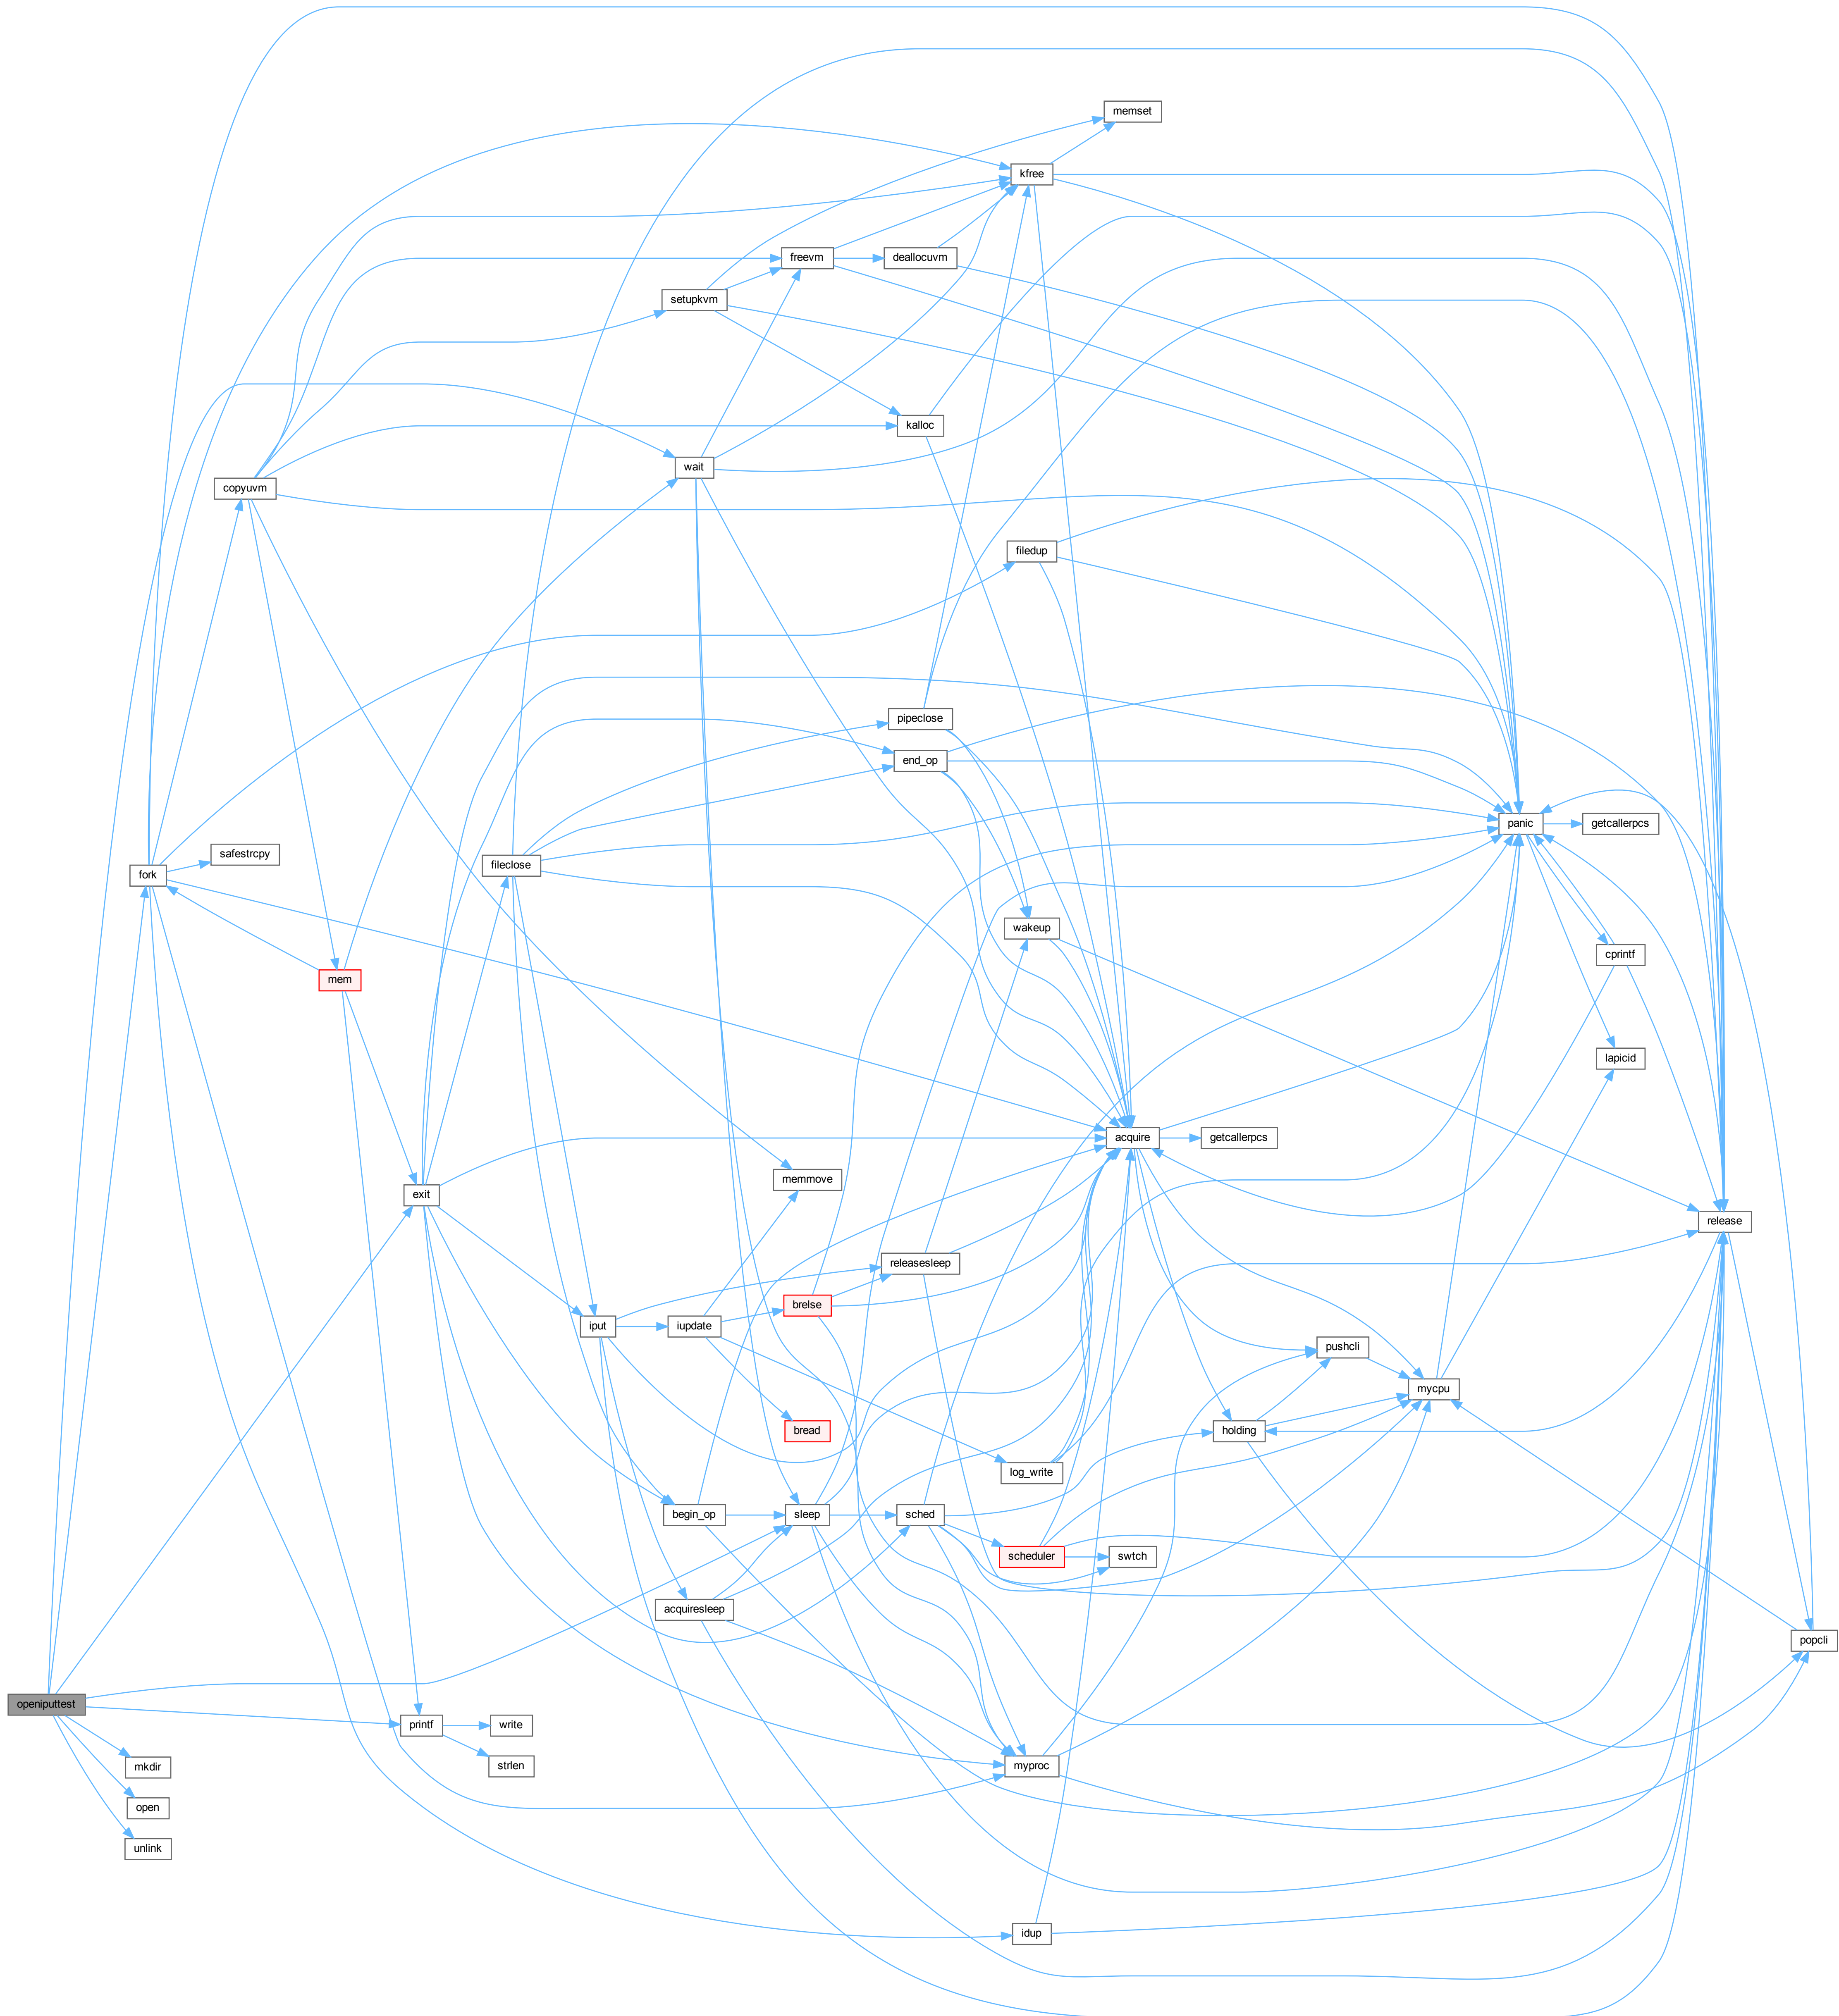 memset
kfree
freevm
deallocuvm
setupkvm
kalloc
wait
copyuvm
filedup
pipeclose
end_op
panic
getcallerpcs
safestrcpy
fileclose
fork
wakeup
cprintf
mem
lapicid
acquire
getcallerpcs
memmove
exit
release
releasesleep
brelse
iput
iupdate
pushcli
mycpu
bread
holding
log_write
begin_op
sleep
sched
scheduler
swtch
acquiresleep
popcli
openiputtest
printf
write
mkdir
strlen
myproc
open
unlink
idup